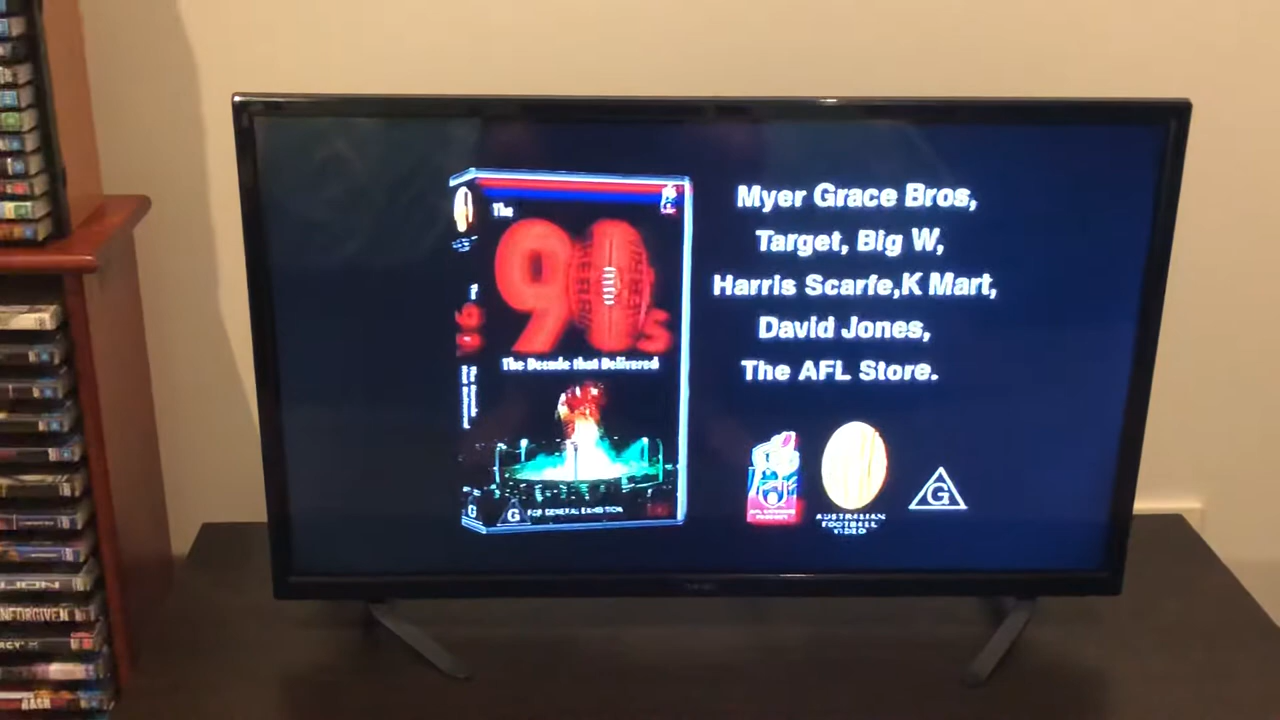 The
90s
The Decade that Delivered
G
G FOR GENERAL EXHIBITION
Myer Grace Bros,
Target, Big W,
Harris Scarfe,K Mart,
David Jones,
The AFL Store.
AUSTRALIAN
FOOTBALL
VIDEO
G
UNFORGIVEN